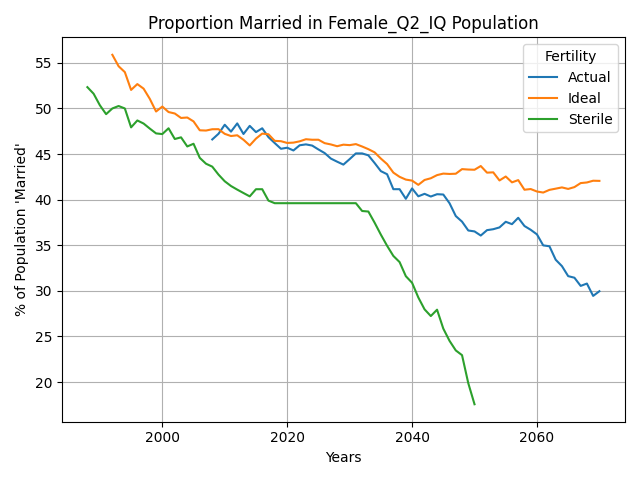 Proportion Married in Female_Q2_IQ Population
Fertility
Actual
Ideal
Sterile
% of Population 'Married'
55
50
45
40
35
30
25
20
2000
2020
2040
2060
Years